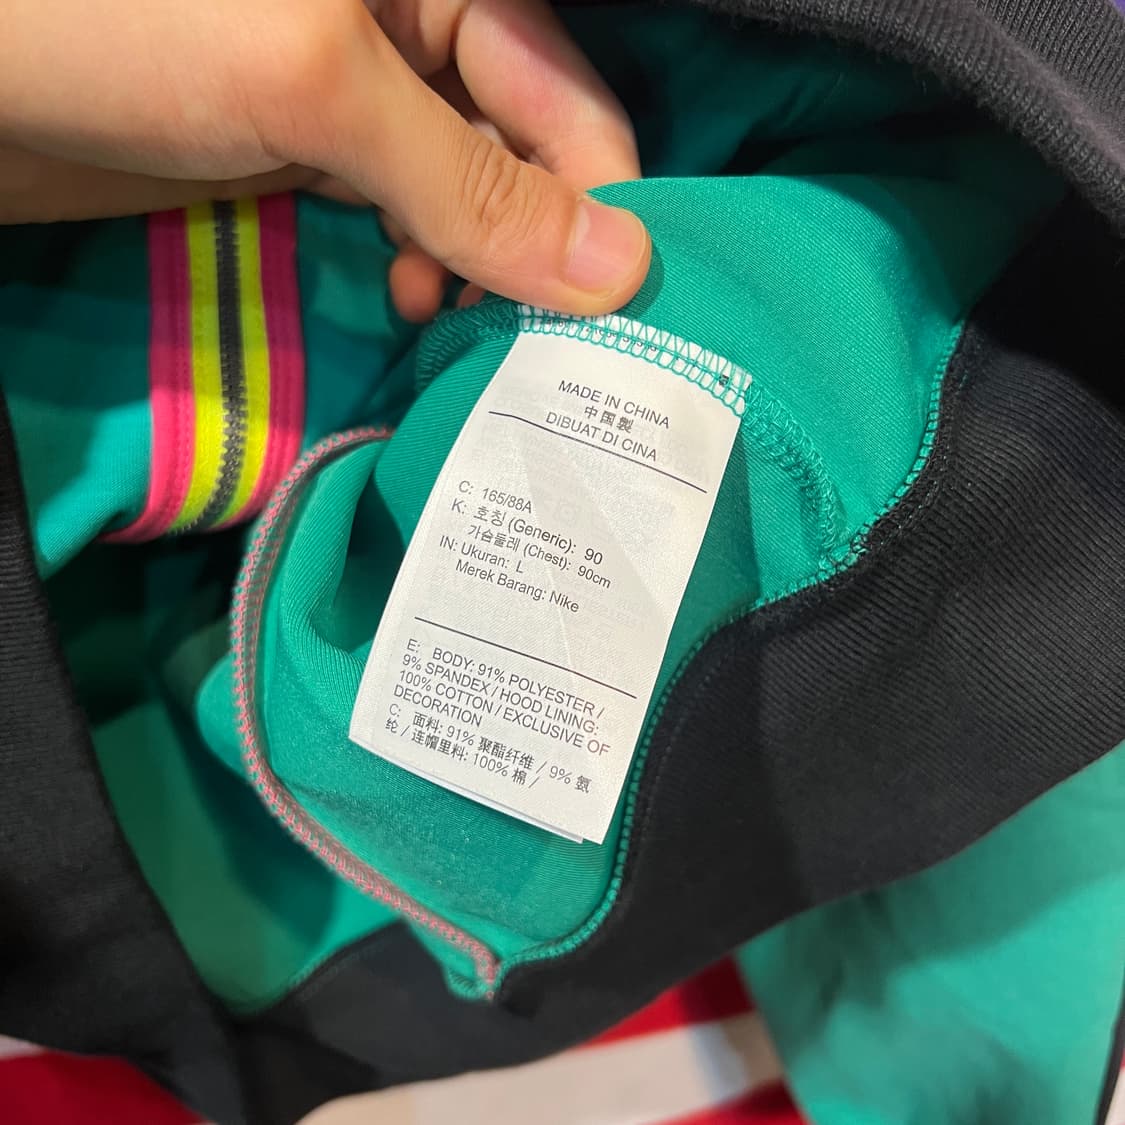 MADE IN CHINA
中国製
DIBUAT DI CINA
C: 165/88A
K: 호칭 (Generic): 90
가슴둘레 (Chest): 90cm
IN: Ukuran: L
Merek Barang: Nike
E: BODY: 91% POLYESTER /
9% SPANDEX / HOOD LINING:
100% COTTON / EXCLUSIVE OF
DECORATION
C: 面料: 91% 聚酯纤维 / 9% 氨
纶 / 连帽里料: 100% 棉 /